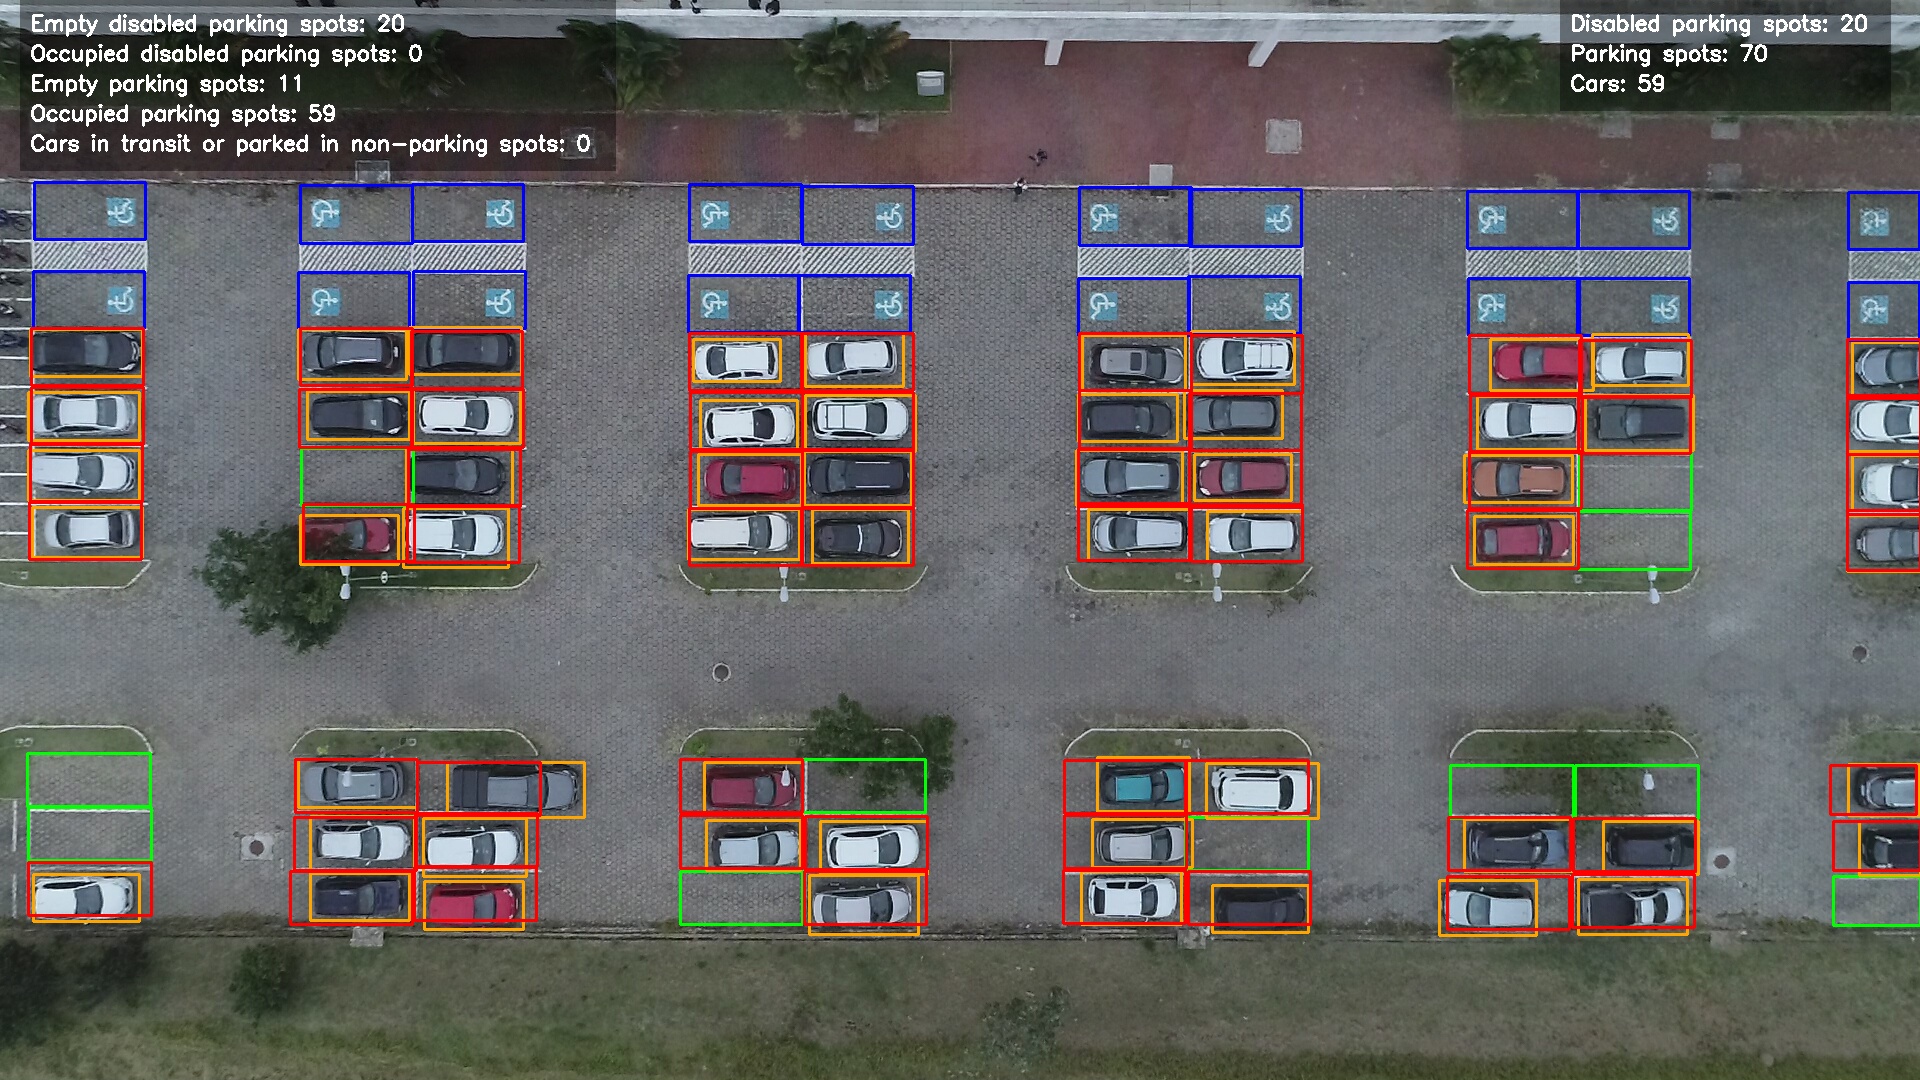 Empty disabled parking spots: 20
Occupied disabled parking spots: 0
Empty parking spots: 11
Occupied parking spots: 59
Cars in transit or parked in non-parking spots: 0
Disabled parking spots: 20
Parking spots: 70
Cars: 59